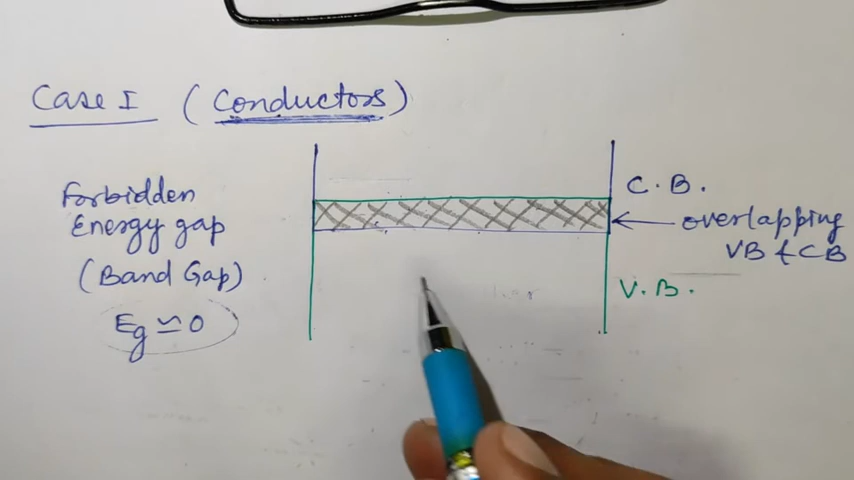 Case I (Conductors)
Forbidden
Energy gap
(Band Gap)
Eg ≃ 0
C.B.
overlapping
VB & CB
V.B.